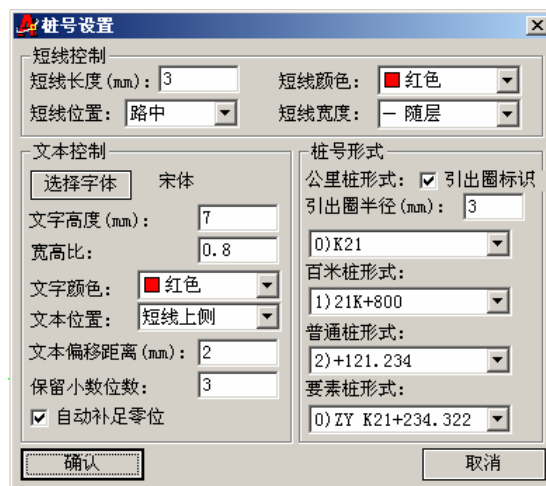 桩号设置
短线控制
短线长度(mm): 3
短线颜色: 红色
短线位置: 路中
短线宽度: 随层
文本控制
选择字体 宋体
文字高度(mm): 7
宽高比: 0.8
文字颜色: 红色
文本位置: 短线上侧
文本偏移距离(mm): 2
保留小数位数: 3
自动补足零位
桩号形式
公里桩形式: 引出圈标识
引出圈半径(mm): 3
0)K21
百米桩形式:
1)21K+800
普通桩形式:
2)+121.234
要素桩形式:
0)ZY K21+234.322
确认
取消